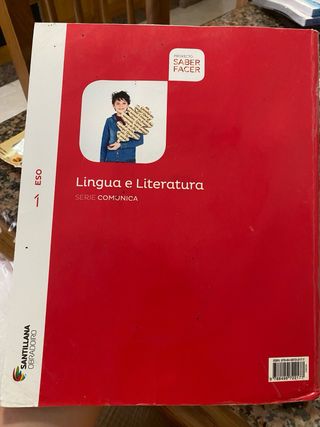 PROXECTO
SABER
FACER
Lingua e Literatura
SERIE COMUNICA
1 ESO
SANTILLANA
OBRADOIRO